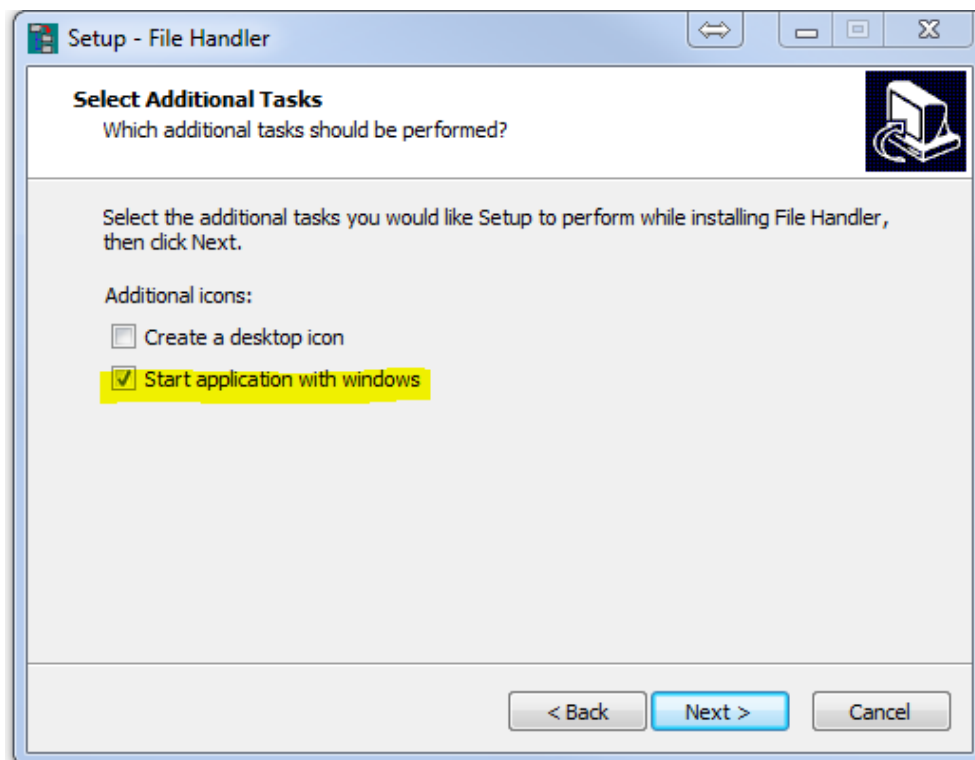 Setup - File Handler
Select Additional Tasks
Which additional tasks should be performed?
Select the additional tasks you would like Setup to perform while installing File Handler,
then click Next.
Additional icons:
Create a desktop icon
Start application with windows
< Back
Next >
Cancel